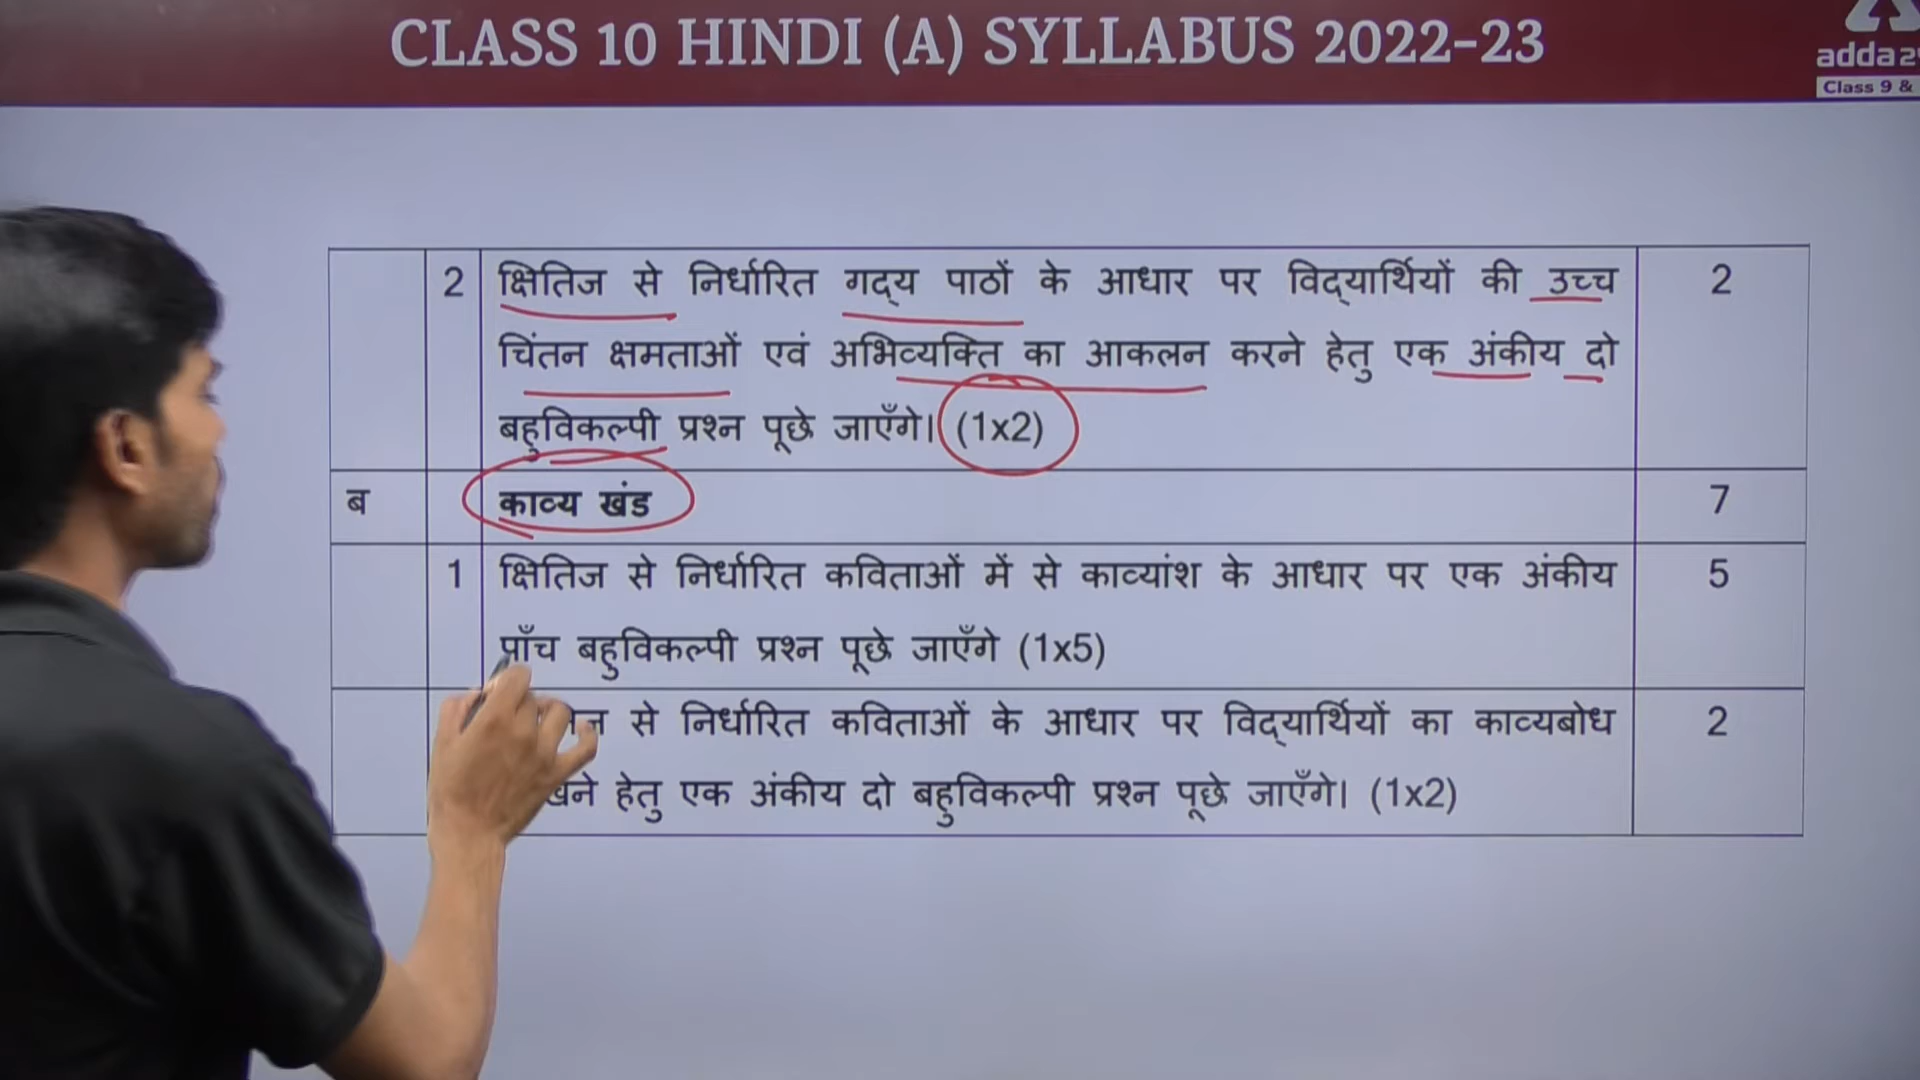 CLASS 10 HINDI (A) SYLLABUS 2022-23
adda2
Class 9 &
2 क्षितिज से निर्धारित गद्य पाठों के आधार पर विद्यार्थियों की उच्च 2
चिंतन क्षमताओं एवं अभिव्यक्ति का आकलन करने हेतु एक अंकीय दो
बहुविकल्पी प्रश्न पूछे जाएँगे। (1x2)
ब काव्य खंड 7
1 क्षितिज से निर्धारित कविताओं में से काव्यांश के आधार पर एक अंकीय 5
पाँच बहुविकल्पी प्रश्न पूछे जाएँगे (1x5)
से निर्धारित कविताओं के आधार पर विद्यार्थियों का काव्यबोध 2
हेतु एक अंकीय दो बहुविकल्पी प्रश्न पूछे जाएँगे। (1x2)